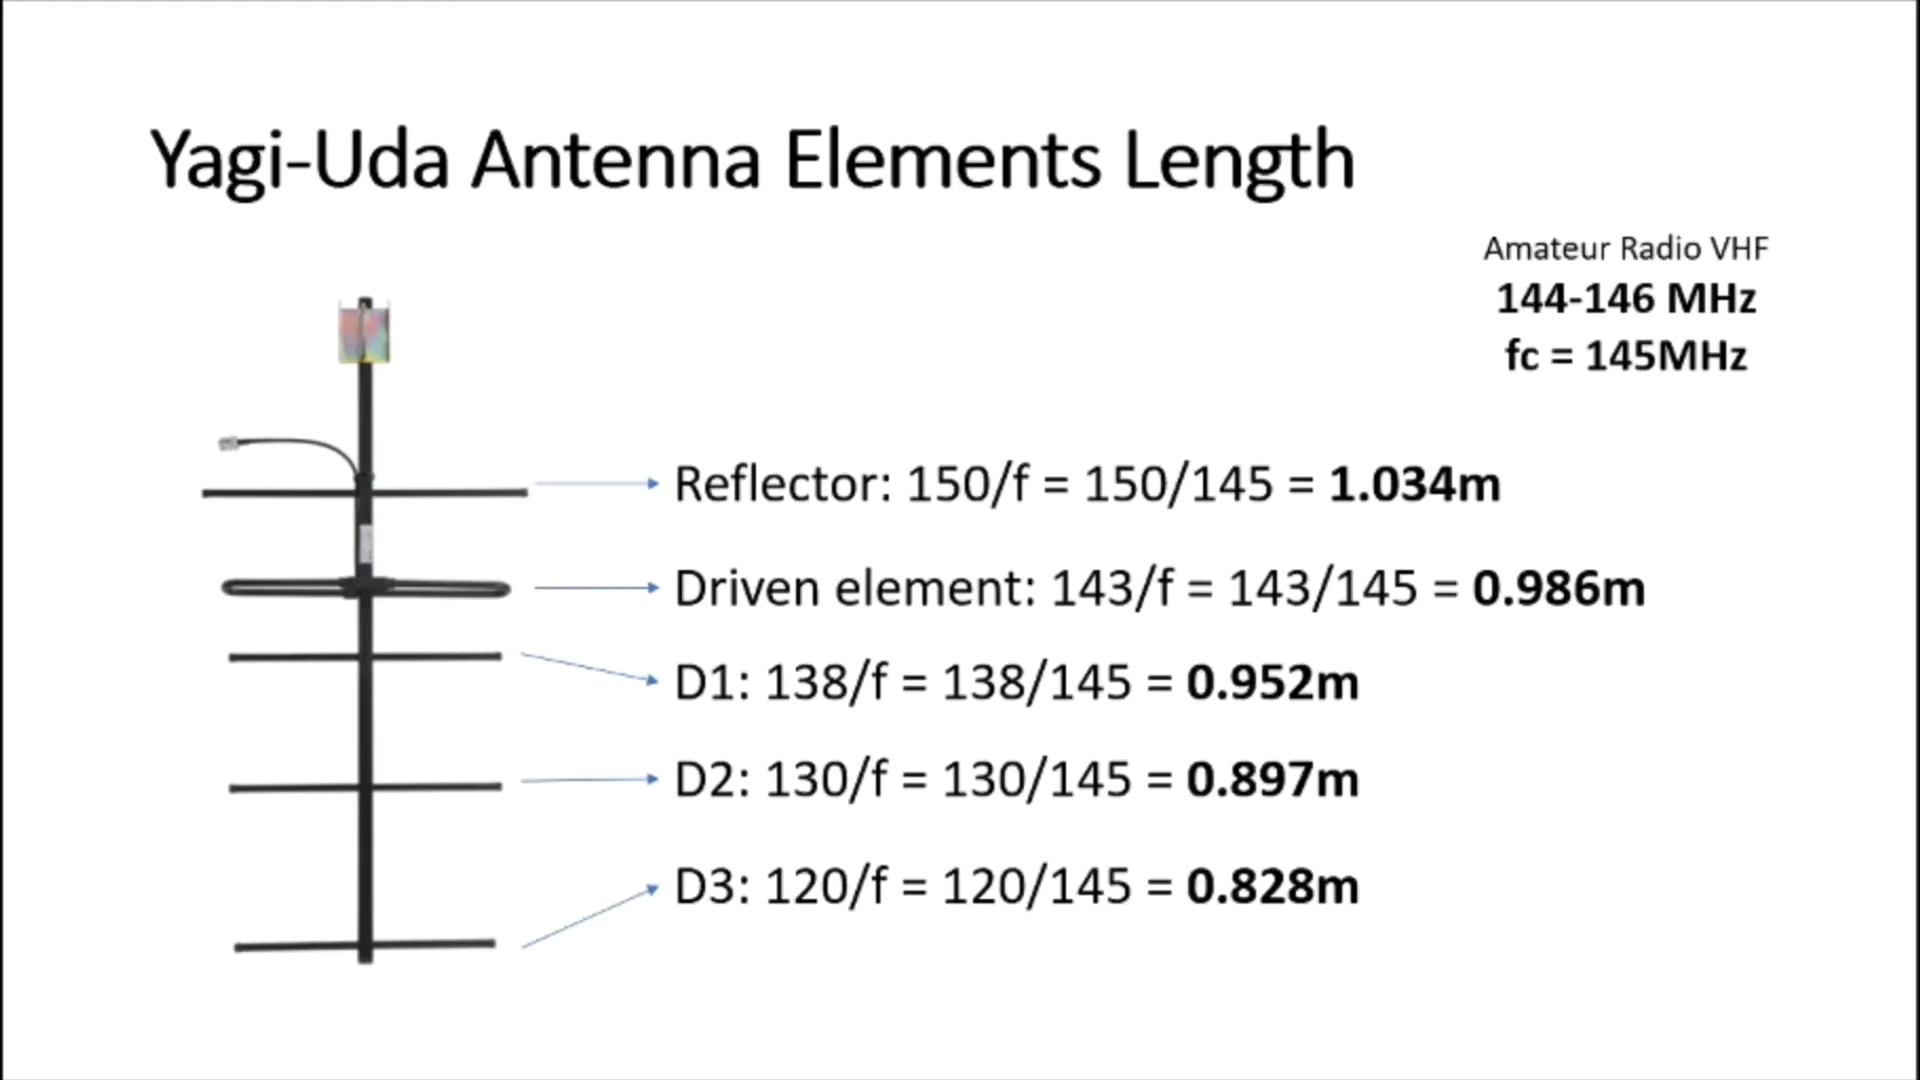 Yagi-Uda Antenna Elements Length
Amateur Radio VHF
144-146 MHz
fc = 145MHz
Reflector: 150/f = 150/145 = 1.034m
Driven element: 143/f = 143/145 = 0.986m
D1: 138/f = 138/145 = 0.952m
D2: 130/f = 130/145 = 0.897m
D3: 120/f = 120/145 = 0.828m